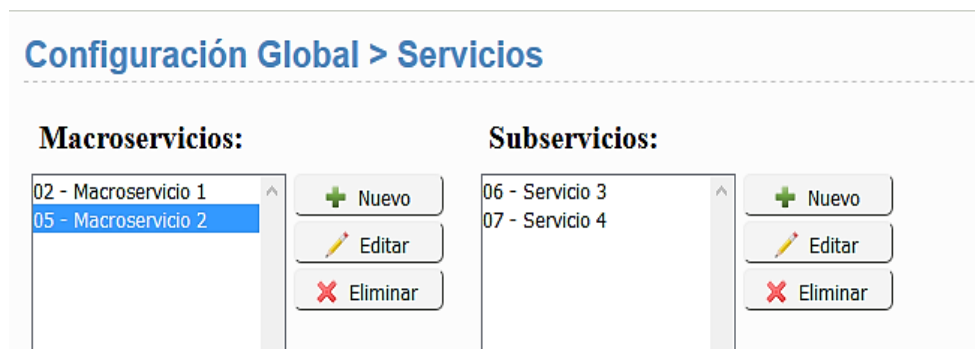 Configuración Global > Servicios
Macroservicios:
02 - Macroservicio 1
05 - Macroservicio 2
Nuevo
Editar
Eliminar
Subservicios:
06 - Servicio 3
07 - Servicio 4
Nuevo
Editar
Eliminar